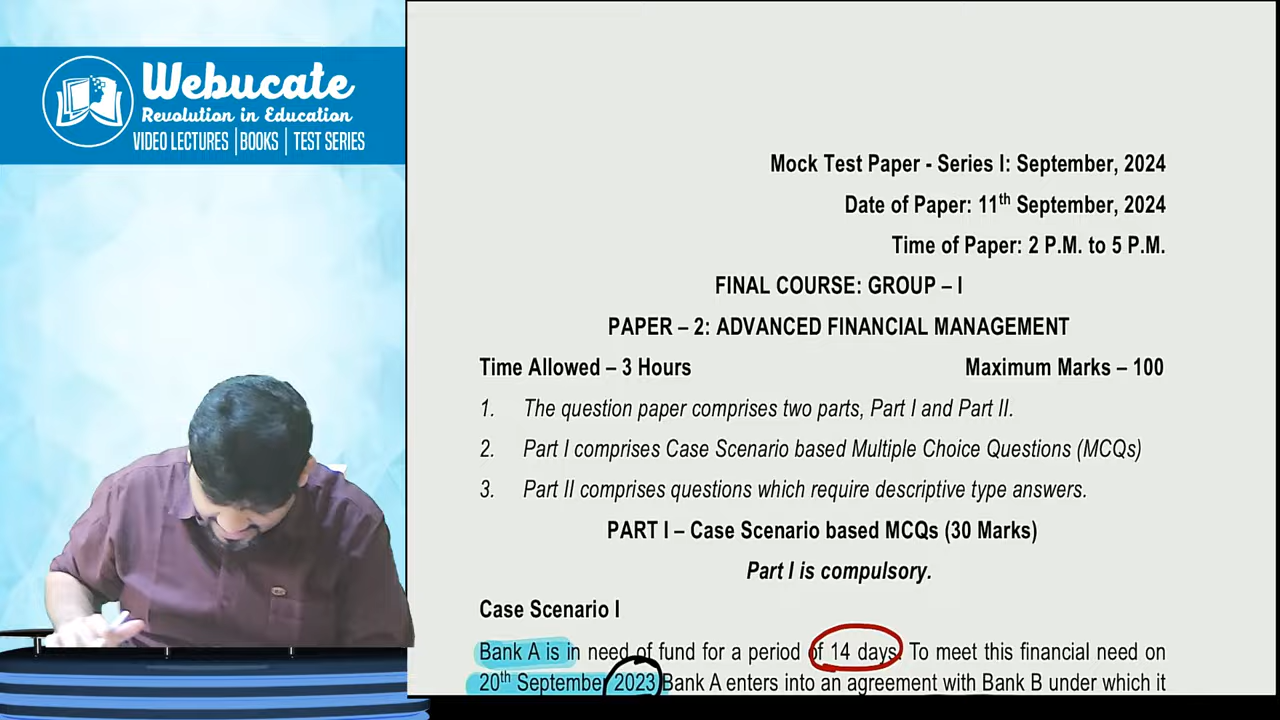 Webucate
Revolution in Education
VIDEO LECTURES | BOOKS | TEST SERIES
Mock Test Paper - Series I: September, 2024
Date of Paper: 11th September, 2024
Time of Paper: 2 P.M. to 5 P.M.
FINAL COURSE: GROUP – I
PAPER – 2: ADVANCED FINANCIAL MANAGEMENT
Time Allowed – 3 Hours Maximum Marks – 100
1. The question paper comprises two parts, Part I and Part II.
2. Part I comprises Case Scenario based Multiple Choice Questions (MCQs)
3. Part II comprises questions which require descriptive type answers.
PART I – Case Scenario based MCQs (30 Marks)
Part I is compulsory.
Case Scenario I
Bank A is in need of fund for a period of 14 days. To meet this financial need on
20th September 2023 Bank A enters into an agreement with Bank B under which it